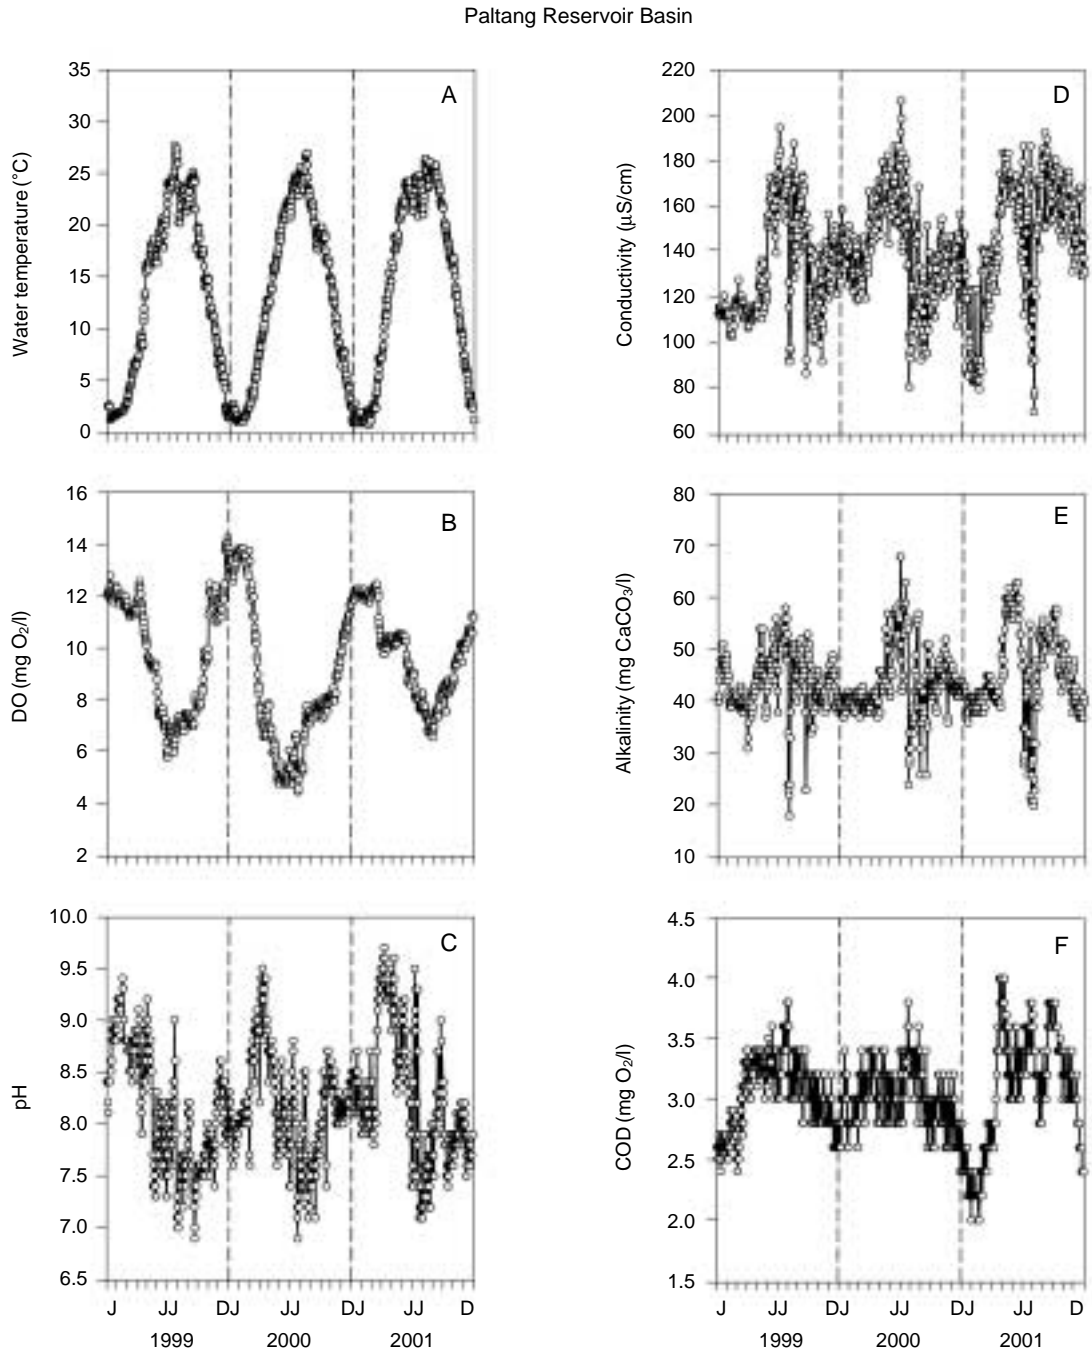 Paltang Reservoir Basin
A
Water temperature (°C)
35
30
25
20
15
10
5
0
D
Conductivity (µS/cm)
220
200
180
160
140
120
100
80
60
B
DO (mg O₂/l)
16
14
12
10
8
6
4
2
E
Alkalinity (mg CaCO₃/l)
80
70
60
50
40
30
20
10
C
pH
10.0
9.5
9.0
8.5
8.0
7.5
7.0
6.5
J JJ DJ JJ DJ JJ D
1999 2000 2001
F
COD (mg O₂/l)
4.5
4.0
3.5
3.0
2.5
2.0
1.5
J JJ DJ JJ DJ JJ D
1999 2000 2001